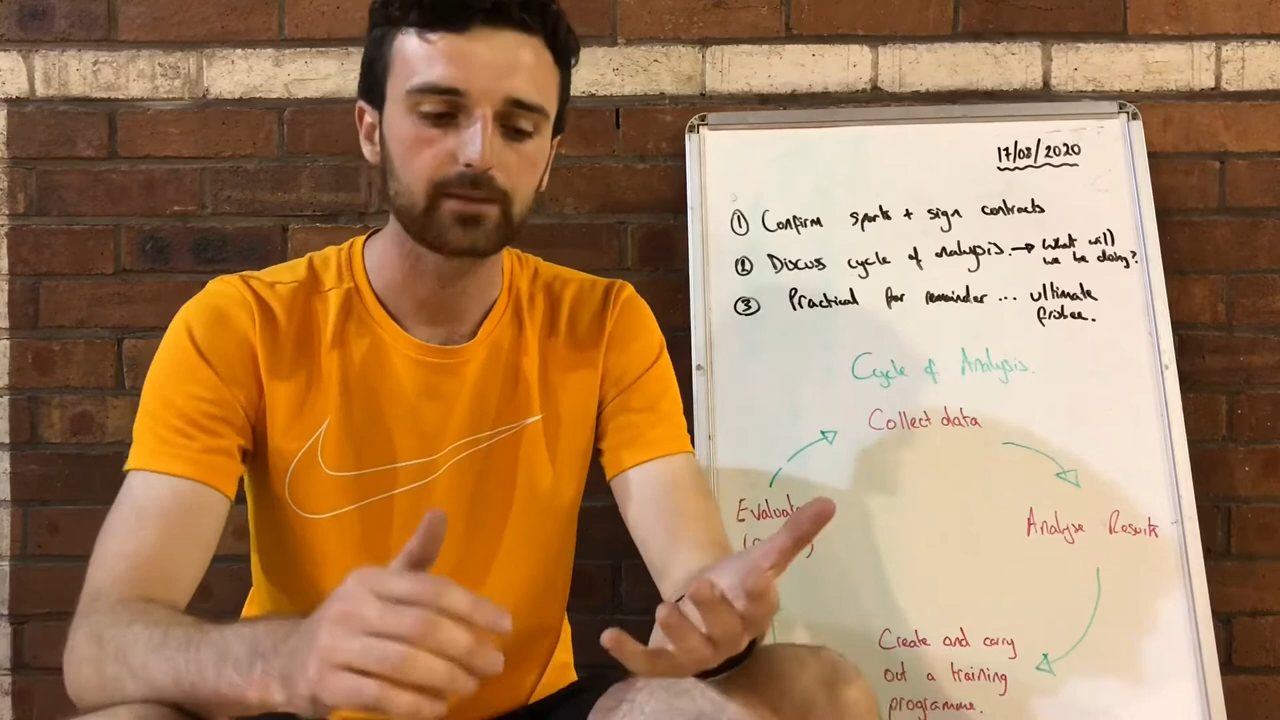 17/08/2020
① Confirm sports + sign contracts
② Discuss cycle of analysis. → What will
we be doing?
③ Practical for remainder ... ultimate
frisbee.
Cycle of Analysis.
Collect data
Evaluate
Analyse Results
Create and carry
out a training
programme.